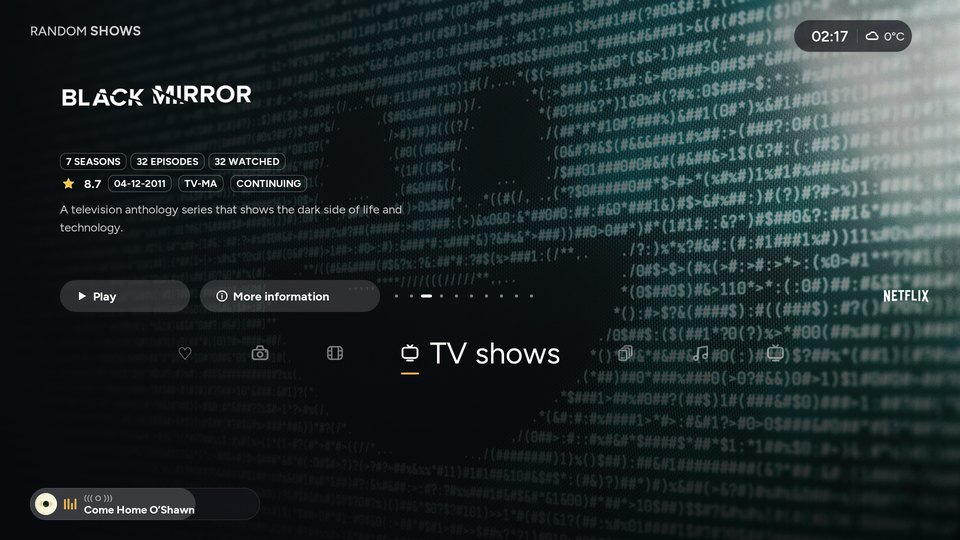 RANDOM SHOWS
02:17
0°C
BLACK MIRROR
7 SEASONS
32 EPISODES
32 WATCHED
8.7
04-12-2011
TV-MA
CONTINUING
A television anthology series that shows the dark side of life and
technology.
Play
More information
NETFLIX
TV shows
((( O )))
Come Home O'Shawn